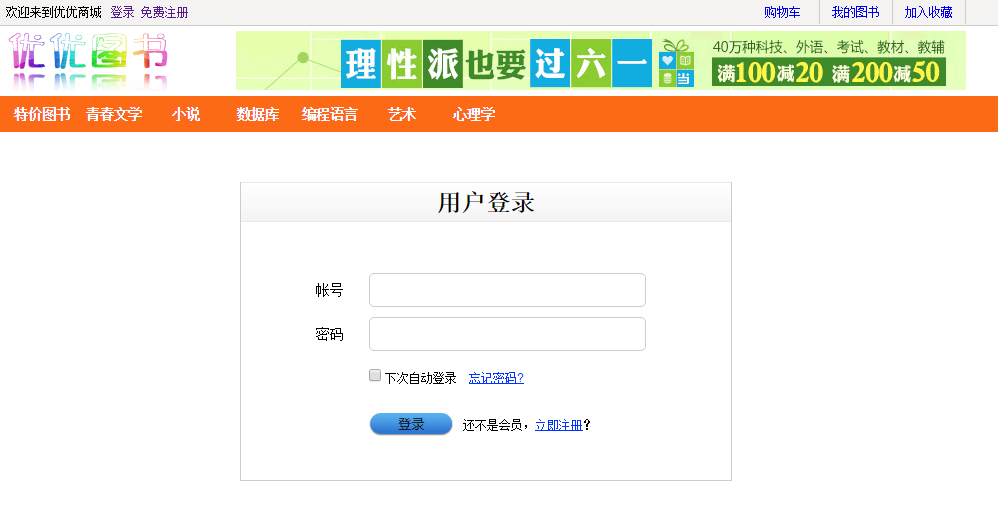 欢迎来到优优商城 登录 免费注册 购物车 我的图书 加入收藏
优优图书
理性派也要过六一
40万种科技、外语、考试、教材、教辅
满100减20 满200减50
当
特价图书 青春文学 小说 数据库 编程语言 艺术 心理学
用户登录
帐号
密码
下次自动登录 忘记密码?
登录 还不是会员，立即注册?